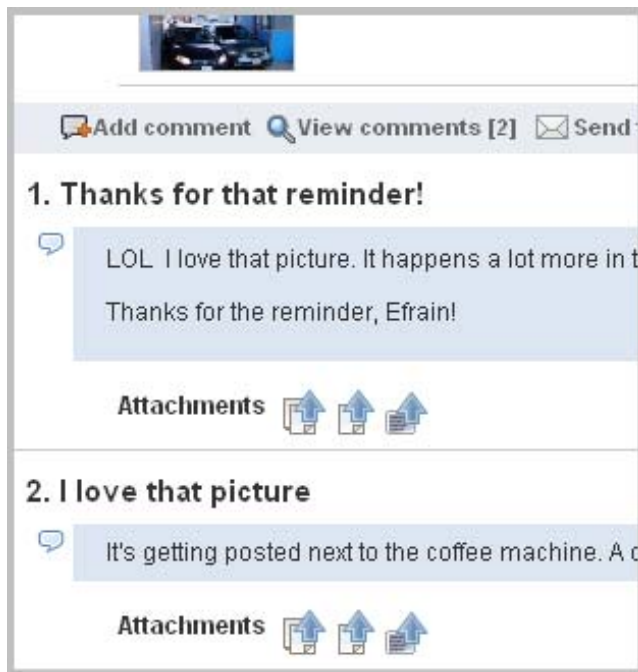 Add comment View comments [2] Send
1. Thanks for that reminder!
LOL I love that picture. It happens a lot more in
Thanks for the reminder, Efrain!
Attachments
2. I love that picture
It's getting posted next to the coffee machine. A
Attachments